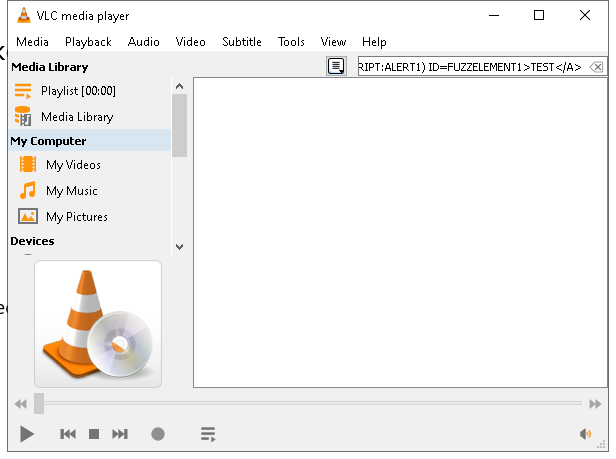 VLC media player
Media Playback Audio Video Subtitle Tools View Help
Media Library
RIPT:ALERT1) ID=FUZZELEMENT1>TEST</A>
Playlist [00:00]
Media Library
My Computer
My Videos
My Music
My Pictures
Devices